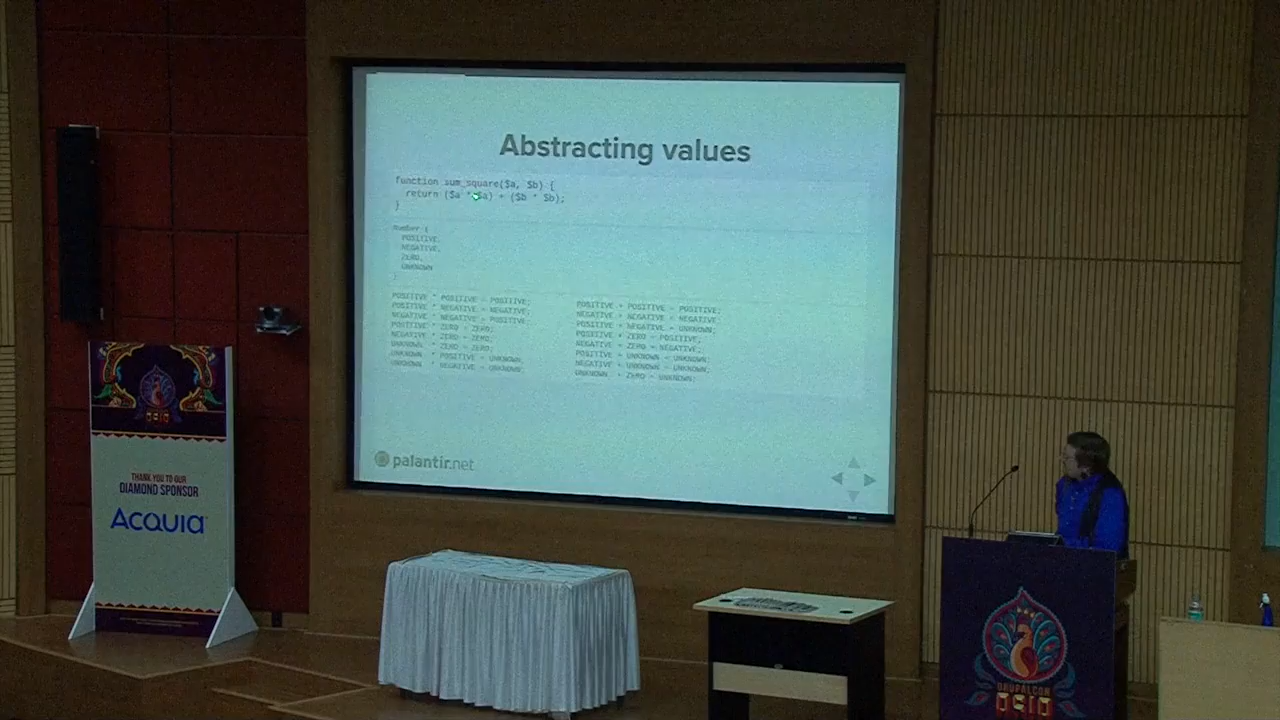 Abstracting values
function sum_square($a, $b) {
return ($a * $a) + ($b * $b);
}
Number {
POSITIVE,
NEGATIVE,
ZERO,
UNKNOWN
}
POSITIVE * POSITIVE = POSITIVE;
POSITIVE * NEGATIVE = NEGATIVE;
NEGATIVE * NEGATIVE = POSITIVE;
POSITIVE * ZERO = ZERO;
NEGATIVE * ZERO = ZERO;
UNKNOWN * ZERO = ZERO;
UNKNOWN * POSITIVE = UNKNOWN;
UNKNOWN * NEGATIVE = UNKNOWN;
POSITIVE + POSITIVE = POSITIVE;
NEGATIVE + NEGATIVE = NEGATIVE;
POSITIVE + NEGATIVE = UNKNOWN;
POSITIVE + ZERO = POSITIVE;
NEGATIVE + ZERO = NEGATIVE;
POSITIVE + UNKNOWN = UNKNOWN;
NEGATIVE + UNKNOWN = UNKNOWN;
UNKNOWN + ZERO = UNKNOWN;
palantir.net
ASIA
THANK YOU TO OUR
DIAMOND SPONSOR
ACQUIA
DRUPALCON
ASIA